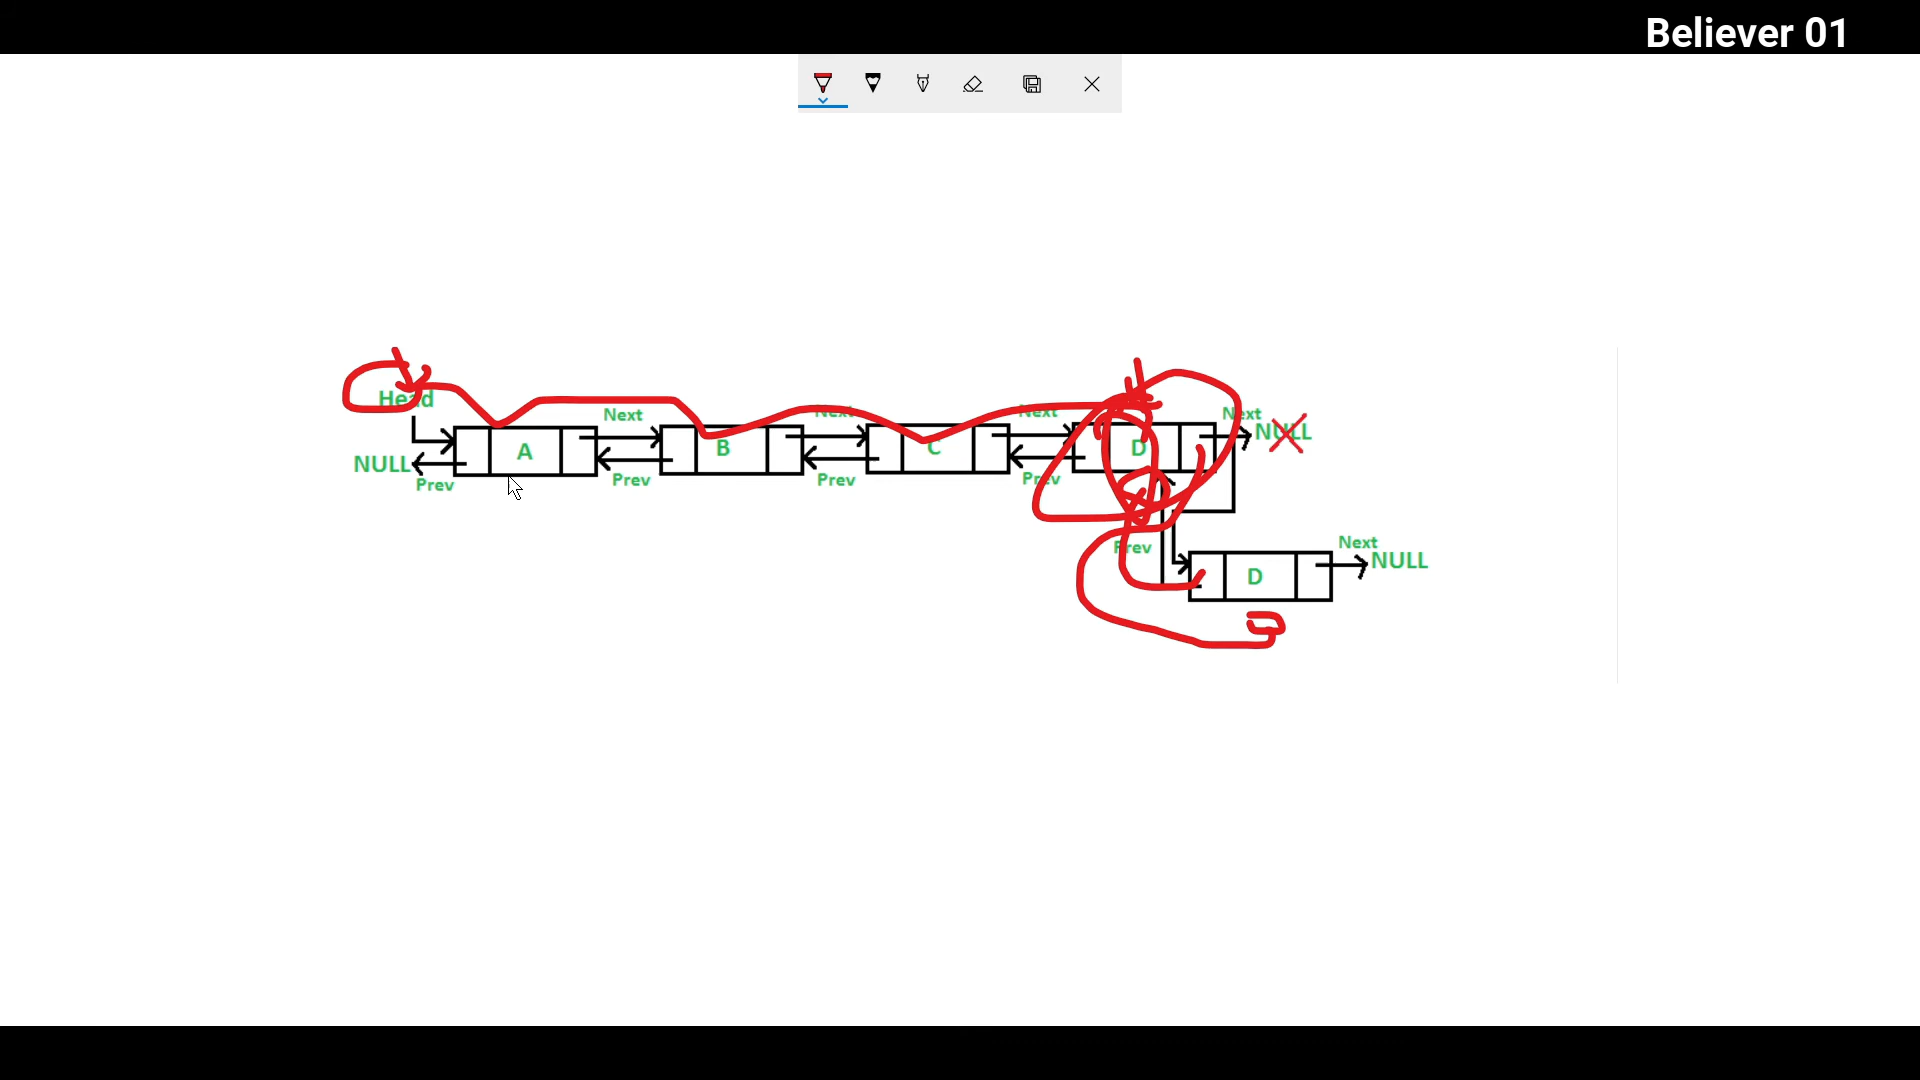 Believer 01
Head
Next
Next
Next
Next
A
B
C
D
NULL
NULL
Prev
Prev
Prev
Prev
Prev
Next
D
NULL